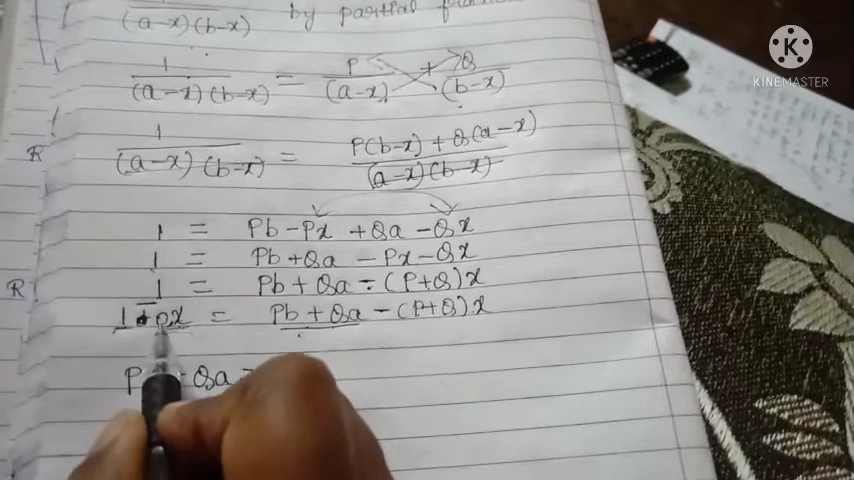 (a-x)(b-x) by partial
1/(a-x)(b-x) = P/(a-x) + Q/(b-x)
R 1/(a-x)(b-x) = P(b-x) + Q(a-x)/(a-x)(b-x)
1 = Pb - Px + Qa - Qx
1 = Pb + Qa - Px - Qx
R 1 = Pb + Qa - (P+Q)x
1 - 0x = Pb + Qa - (P+Q)x
P Qa =
K
KINEMASTER